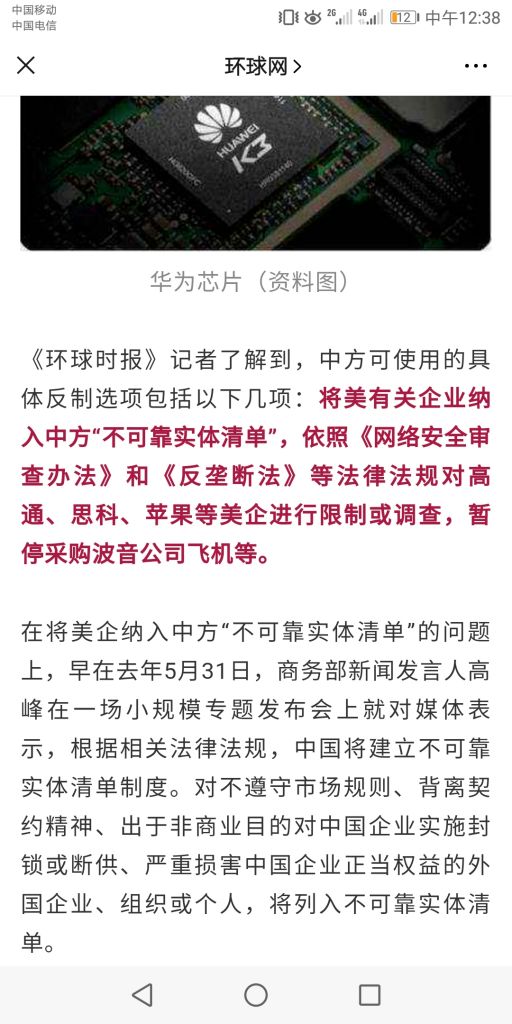 中国移动
中国电信
2G
4G
12
中午12:38
环球网
HUAWEI
K3
华为芯片（资料图）
《环球时报》记者了解到，中方可使用的具
体反制选项包括以下几项：将美有关企业纳
入中方“不可靠实体清单”，依照《网络安全审
查办法》和《反垄断法》等法律法规对高
通、思科、苹果等美企进行限制或调查，暂
停采购波音公司飞机等。
在将美企纳入中方“不可靠实体清单”的问题
上，早在去年5月31日，商务部新闻发言人高
峰在一场小规模专题发布会上就对媒体表
示，根据相关法律法规，中国将建立不可靠
实体清单制度。对不遵守市场规则、背离契
约精神、出于非商业目的对中国企业实施封
锁或断供、严重损害中国企业正当权益的外
国企业、组织或个人，将列入不可靠实体清
单。